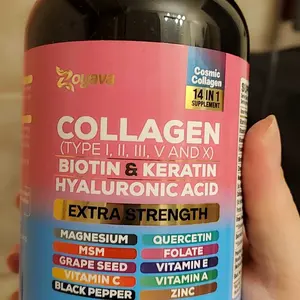 Zoyava
Cosmic
Collagen
14 IN 1
SUPPLEMENT
COLLAGEN
(TYPE I, II, III, V AND X)
BIOTIN & KERATIN
HYALURONIC ACID
EXTRA STRENGTH
MAGNESIUM QUERCETIN
MSM FOLATE
GRAPE SEED VITAMIN E
VITAMIN C VITAMIN A
BLACK PEPPER ZINC